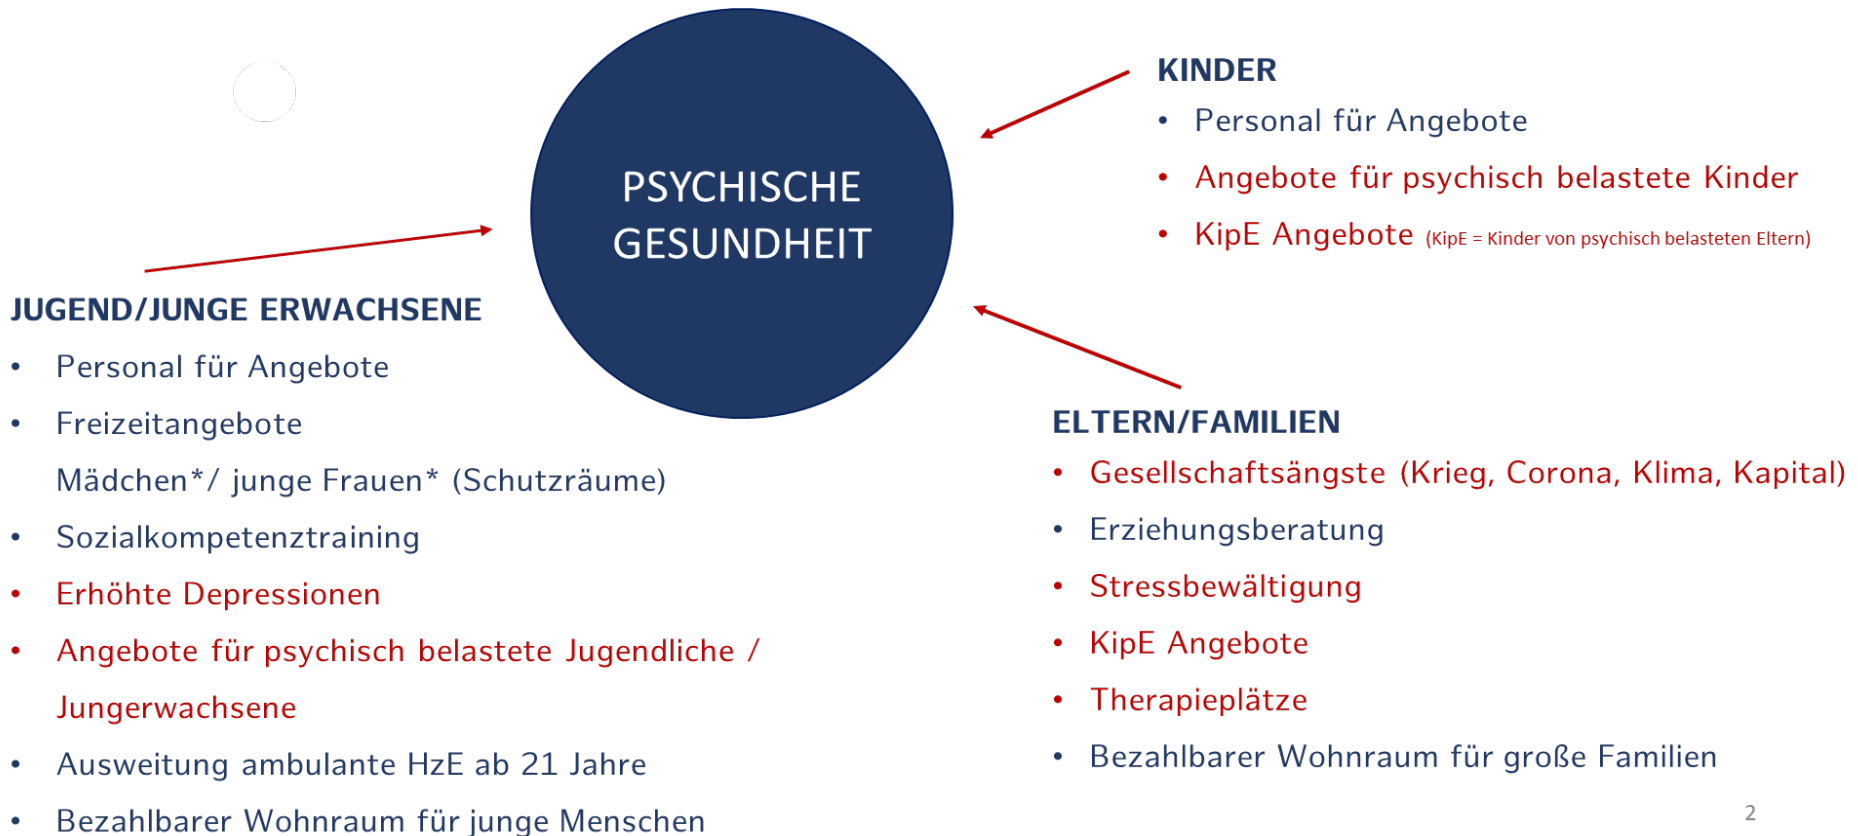 PSYCHISCHE
GESUNDHEIT
KINDER
• Personal für Angebote
• Angebote für psychisch belastete Kinder
• KipE Angebote (KipE = Kinder von psychisch belasteten Eltern)
JUGEND/JUNGE ERWACHSENE
• Personal für Angebote
• Freizeitangebote
Mädchen*/ junge Frauen* (Schutzräume)
• Sozialkompetenztraining
• Erhöhte Depressionen
• Angebote für psychisch belastete Jugendliche /
Jungerwachsene
• Ausweitung ambulante HzE ab 21 Jahre
• Bezahlbarer Wohnraum für junge Menschen
ELTERN/FAMILIEN
• Gesellschaftsängste (Krieg, Corona, Klima, Kapital)
• Erziehungsberatung
• Stressbewältigung
• KipE Angebote
• Therapieplätze
• Bezahlbarer Wohnraum für große Familien
2